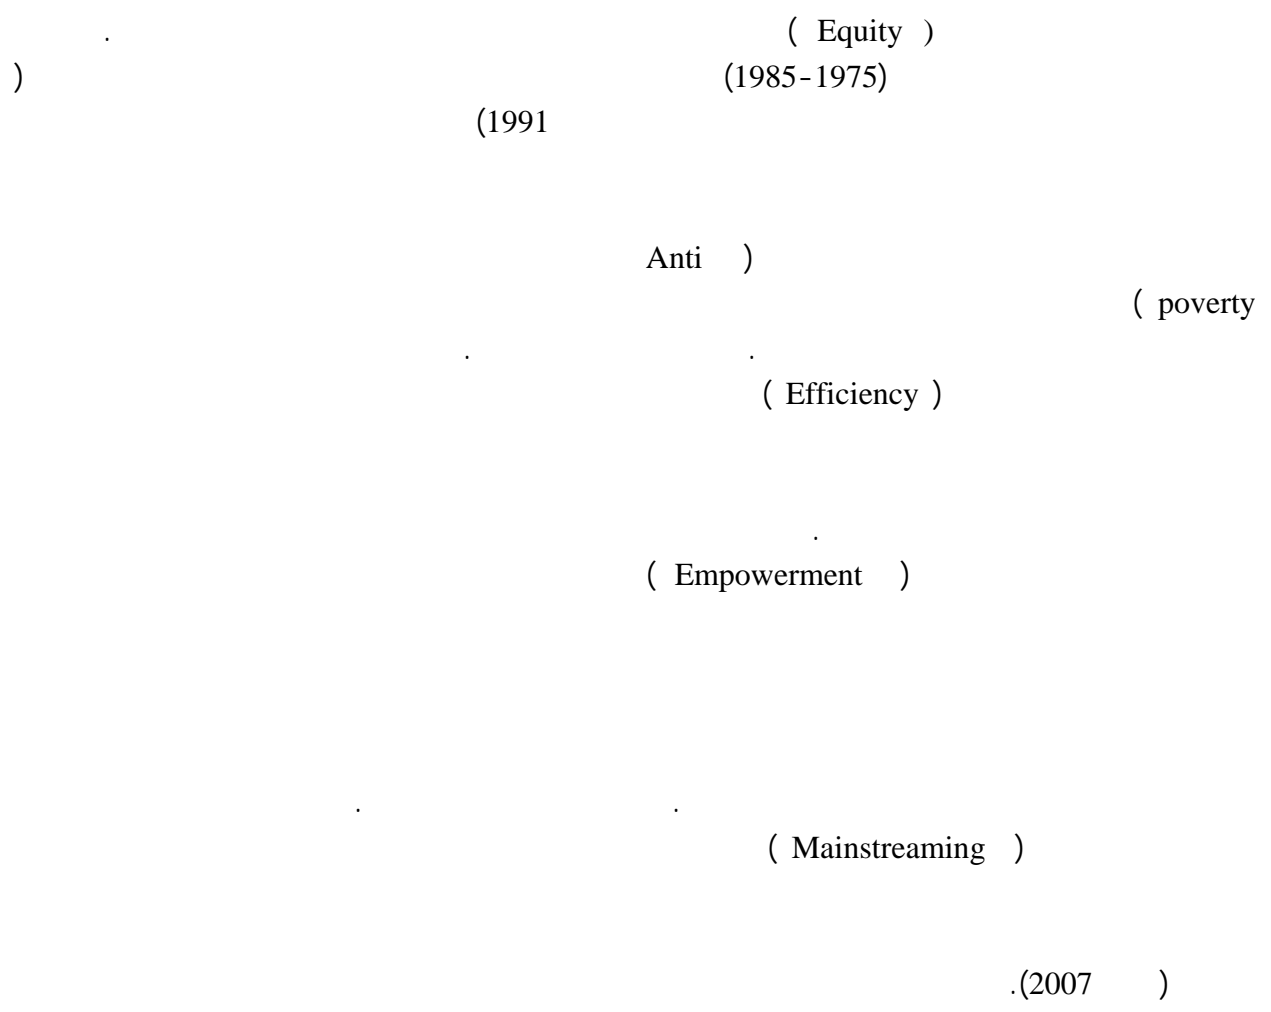 . ( Equity )
) (1985-1975)
(1991
Anti )
( poverty
. .
( Efficiency )
.
( Empowerment )
. .
( Mainstreaming )
.(2007 )